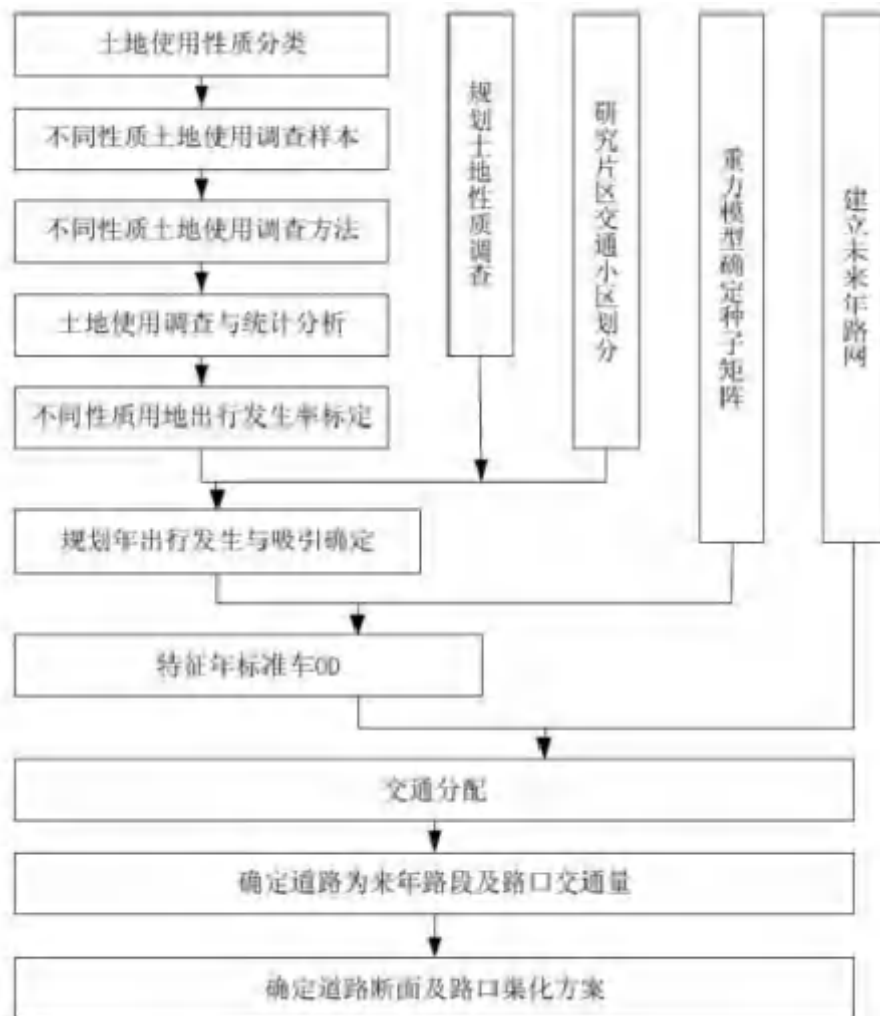 土地使用性质分类
不同性质土地使用调查样本
不同性质土地使用调查方法
土地使用调查与统计分析
不同性质用地出行发生率标定
规划土地性质调查
研究片区交通小区划分
重力模型确定种子矩阵
建立未来年路网
规划年出行发生与吸引确定
特征年标准车OD
交通分配
确定道路为来年路段及路口交通量
确定道路断面及路口渠化方案